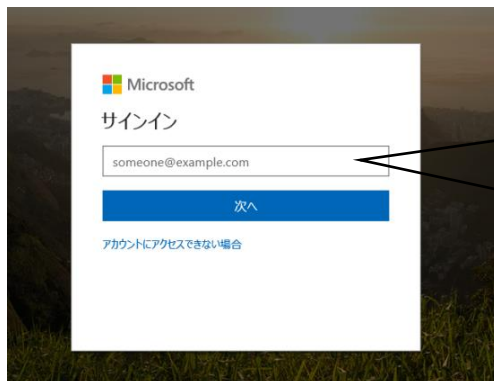 Microsoft
サインイン
someone@example.com
次へ
アカウントにアクセスできない場合